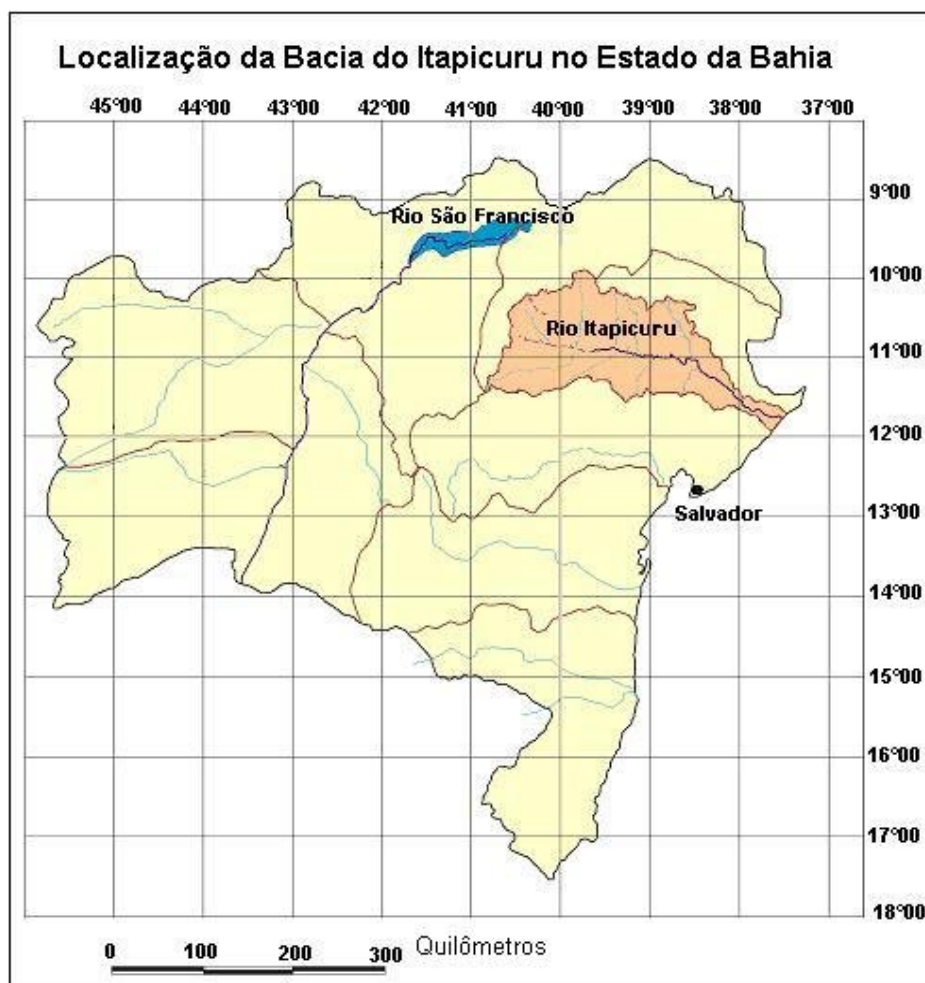 Localização da Bacia do Itapicuru no Estado da Bahia
45°00 44°00 43°00 42°00 41°00 40°00 39°00 38°00 37°00
9°00
Rio São Francisco
10°00
Rio Itapicuru
11°00
12°00
Salvador
13°00
14°00
15°00
16°00
17°00
18°00
0 100 200 300 Quilômetros